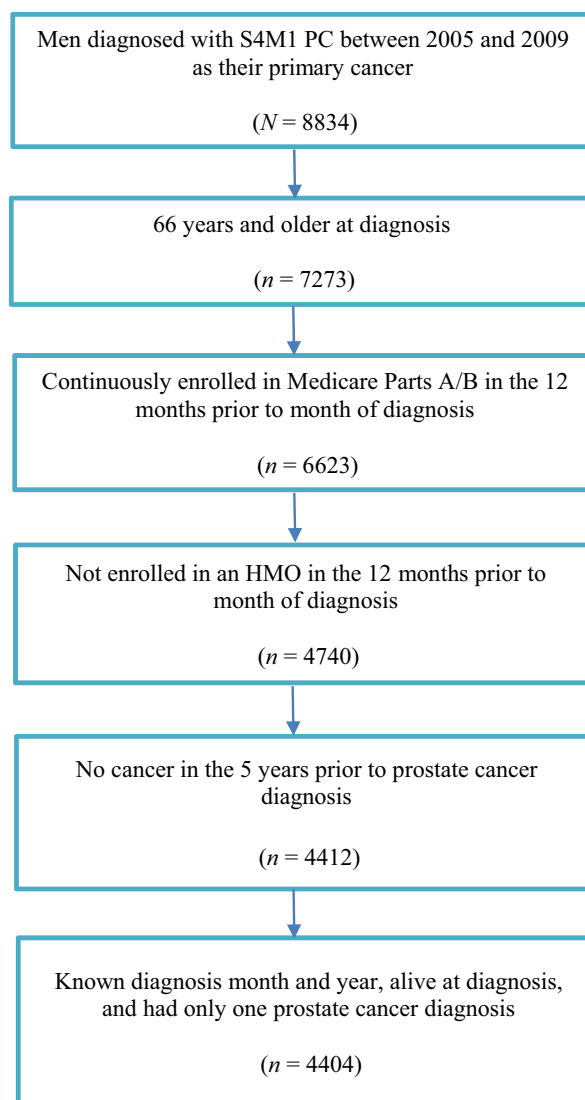 Men diagnosed with S4M1 PC between 2005 and 2009
as their primary cancer
(N = 8834)
66 years and older at diagnosis
(n = 7273)
Continuously enrolled in Medicare Parts A/B in the 12
months prior to month of diagnosis
(n = 6623)
Not enrolled in an HMO in the 12 months prior to
month of diagnosis
(n = 4740)
No cancer in the 5 years prior to prostate cancer
diagnosis
(n = 4412)
Known diagnosis month and year, alive at diagnosis,
and had only one prostate cancer diagnosis
(n = 4404)